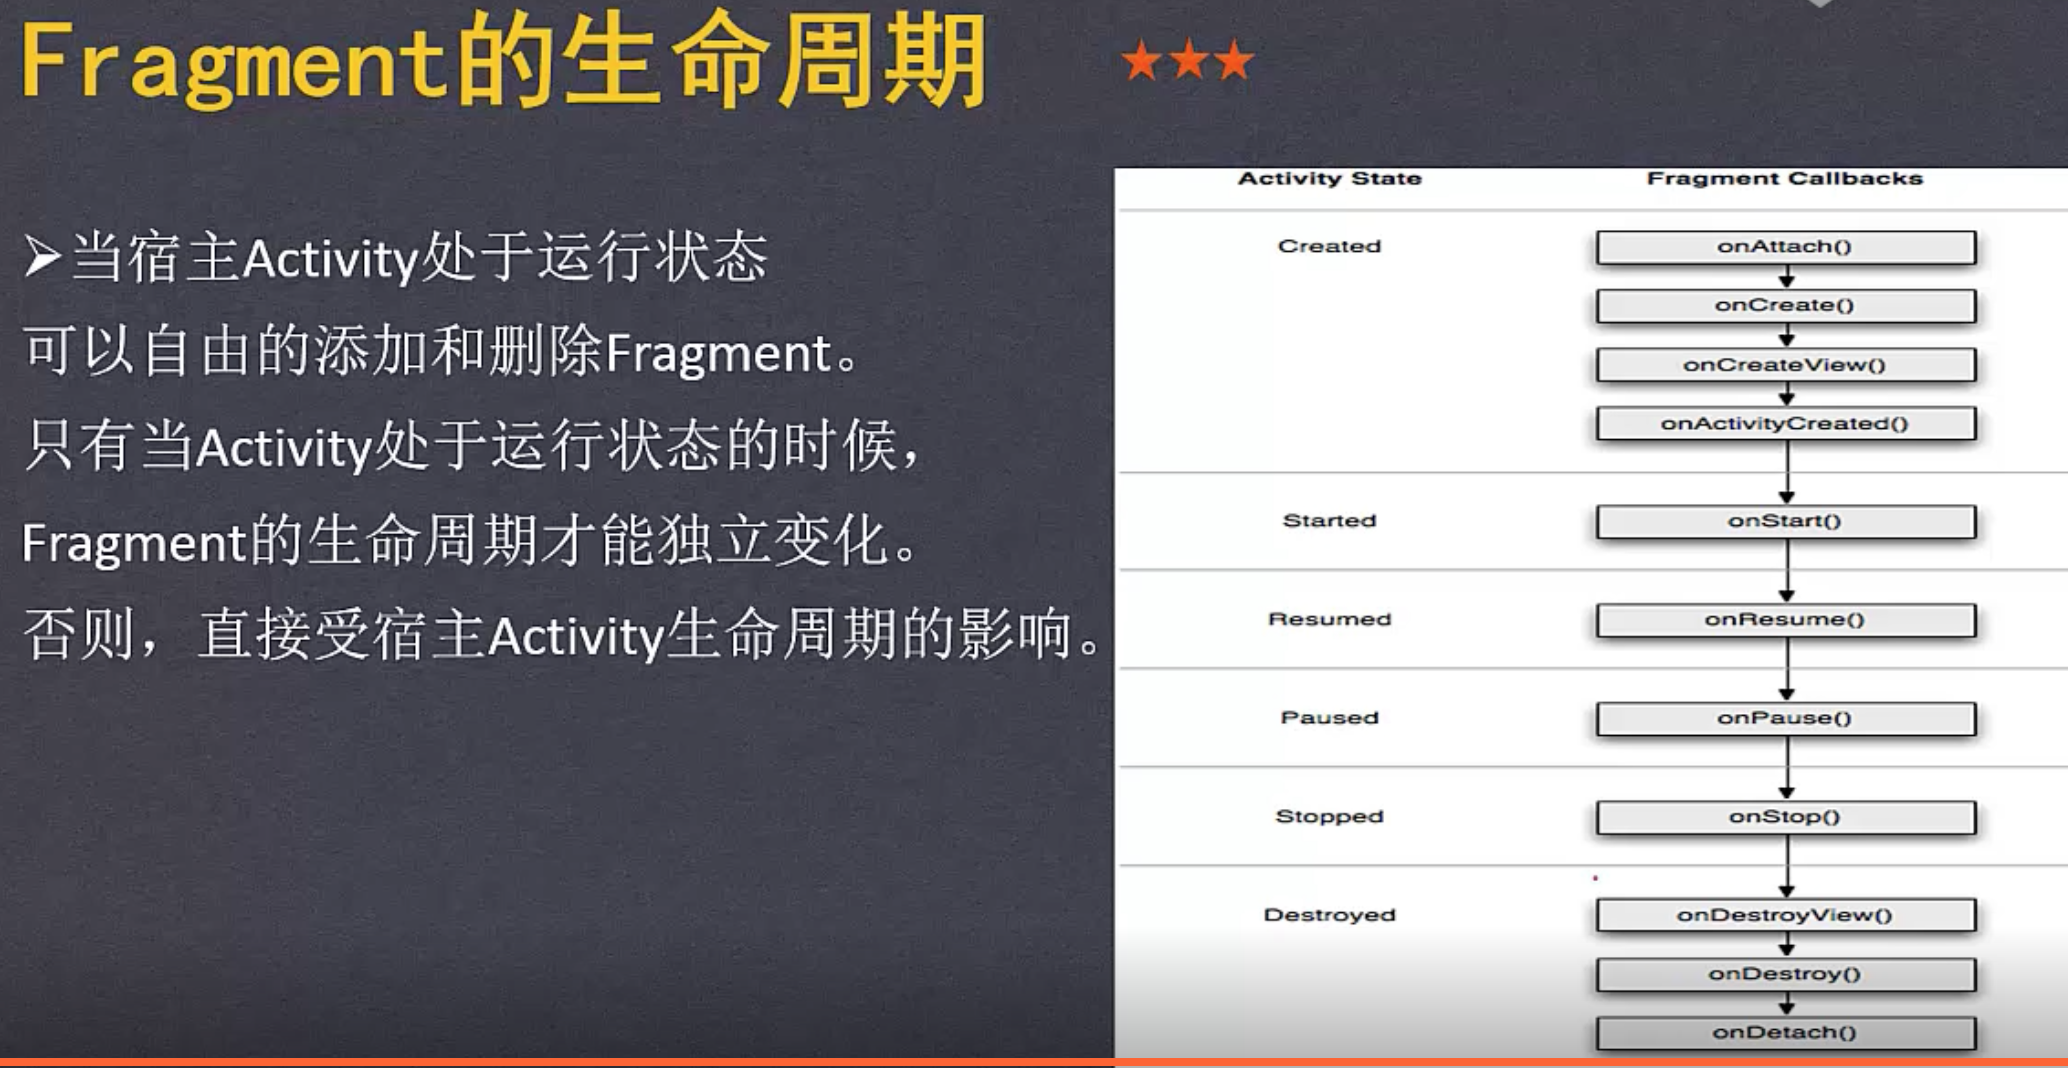 Fragment的生命周期 ★★★
➢当宿主Activity处于运行状态
可以自由的添加和删除Fragment。
只有当Activity处于运行状态的时候，
Fragment的生命周期才能独立变化。
否则，直接受宿主Activity生命周期的影响。
Activity State
Fragment Callbacks
Created
onAttach()
onCreate()
onCreateView()
onActivityCreated()
Started
onStart()
Resumed
onResume()
Paused
onPause()
Stopped
onStop()
Destroyed
onDestroyView()
onDestroy()
onDetach()